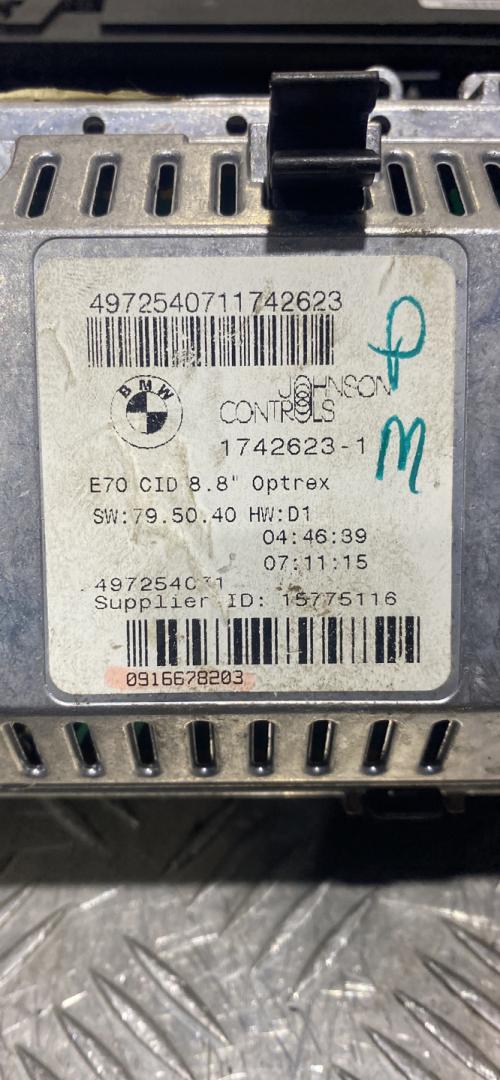 4972540711742623
BMW
JOHNSON
CONTROLS
1742623-1
E70 CID 8.8" Optrex
SW:79.50.40 HW:D1
04:46:39
07:11:15
Supplier ID: 15775116
0916678203